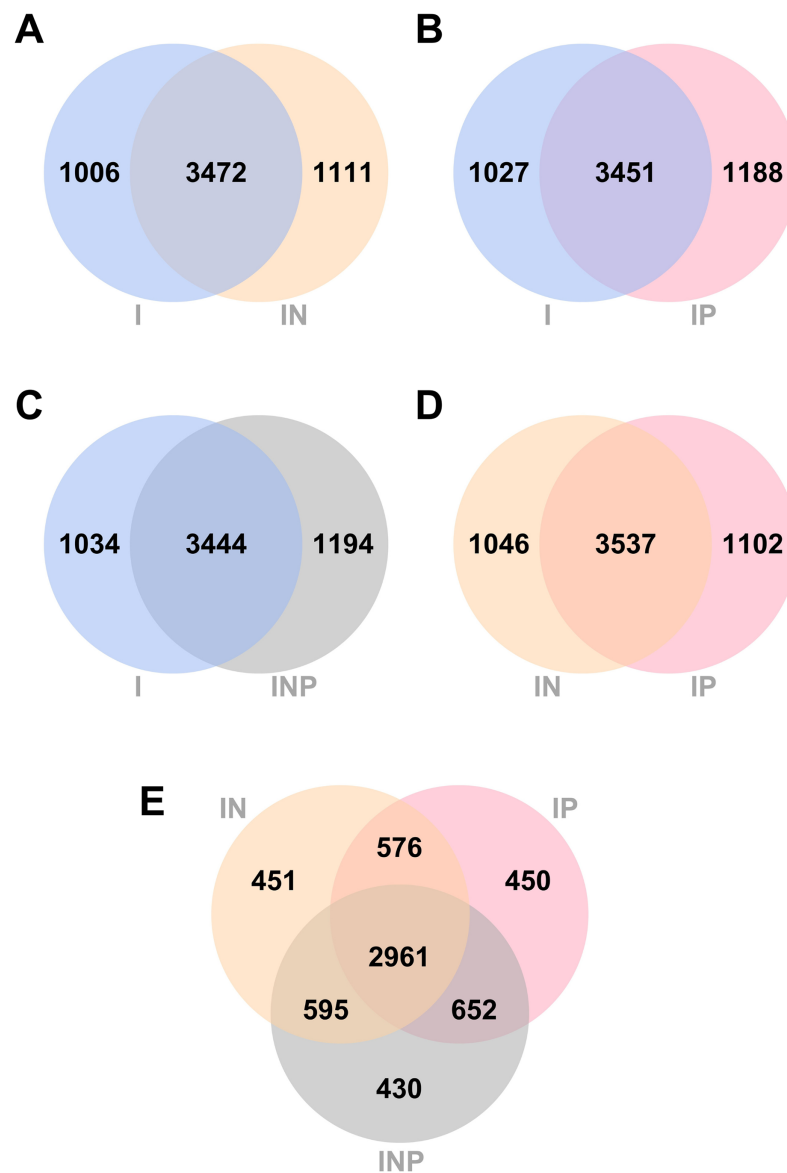 A
B
1006 3472 1111
1027 3451 1188
I IN
I IP
C
D
1034 3444 1194
1046 3537 1102
I INP
IN IP
E
IN IP
576
451 450
2961
595 652
430
INP